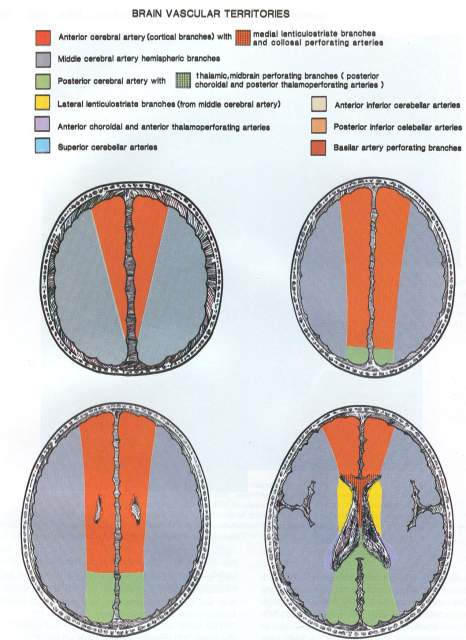 BRAIN VASCULAR TERRITORIES
Anterior cerebral artery (cortical branches) with
medial lenticulostriate branches
and collosal perforating arteries
Middle cerebral artery hemispheric branches
Posterior cerebral artery with
thalamic,midbrain perforating branches ( posterior
choroidal and posterior thalamoperforating arteries )
Lateral lenticulostriate branches (from middle cerebral artery)
Anterior inferior cerebellar arteries
Anterior choroidal and anterior thalamoperforating arteries
Posterior inferior celebellar arteries
Superior cerebellar arteries
Basilar artery perforating branches